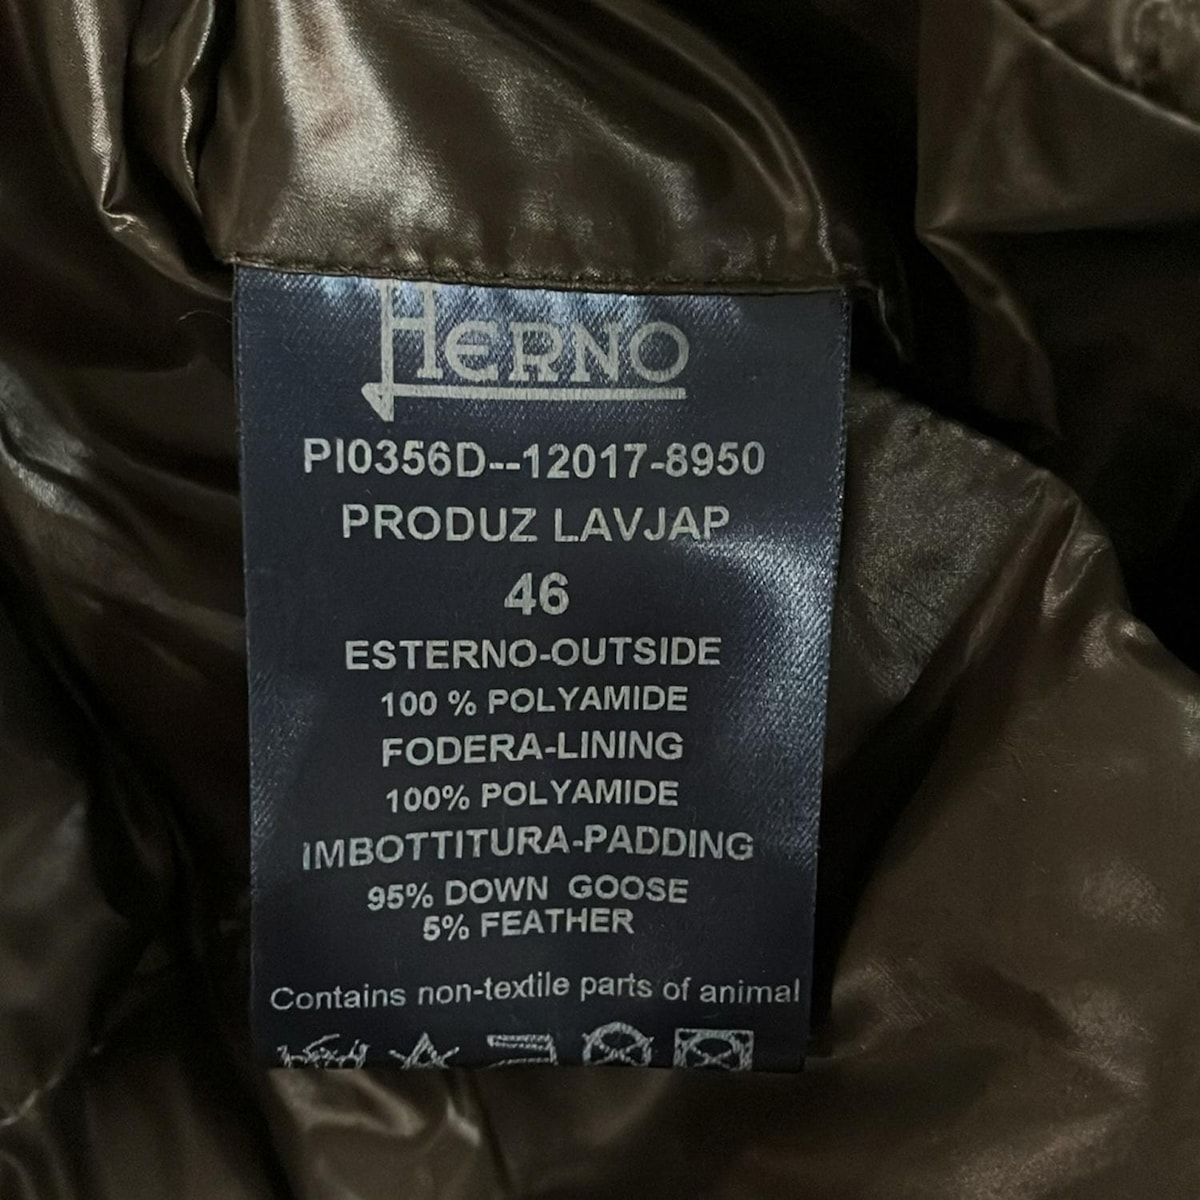 HERNO
PI0356D--12017-8950
PRODUZ LAVJAP
46
ESTERNO-OUTSIDE
100 % POLYAMIDE
FODERA-LINING
100% POLYAMIDE
IMBOTTITURA-PADDING
95% DOWN GOOSE
5% FEATHER
Contains non-textile parts of animal